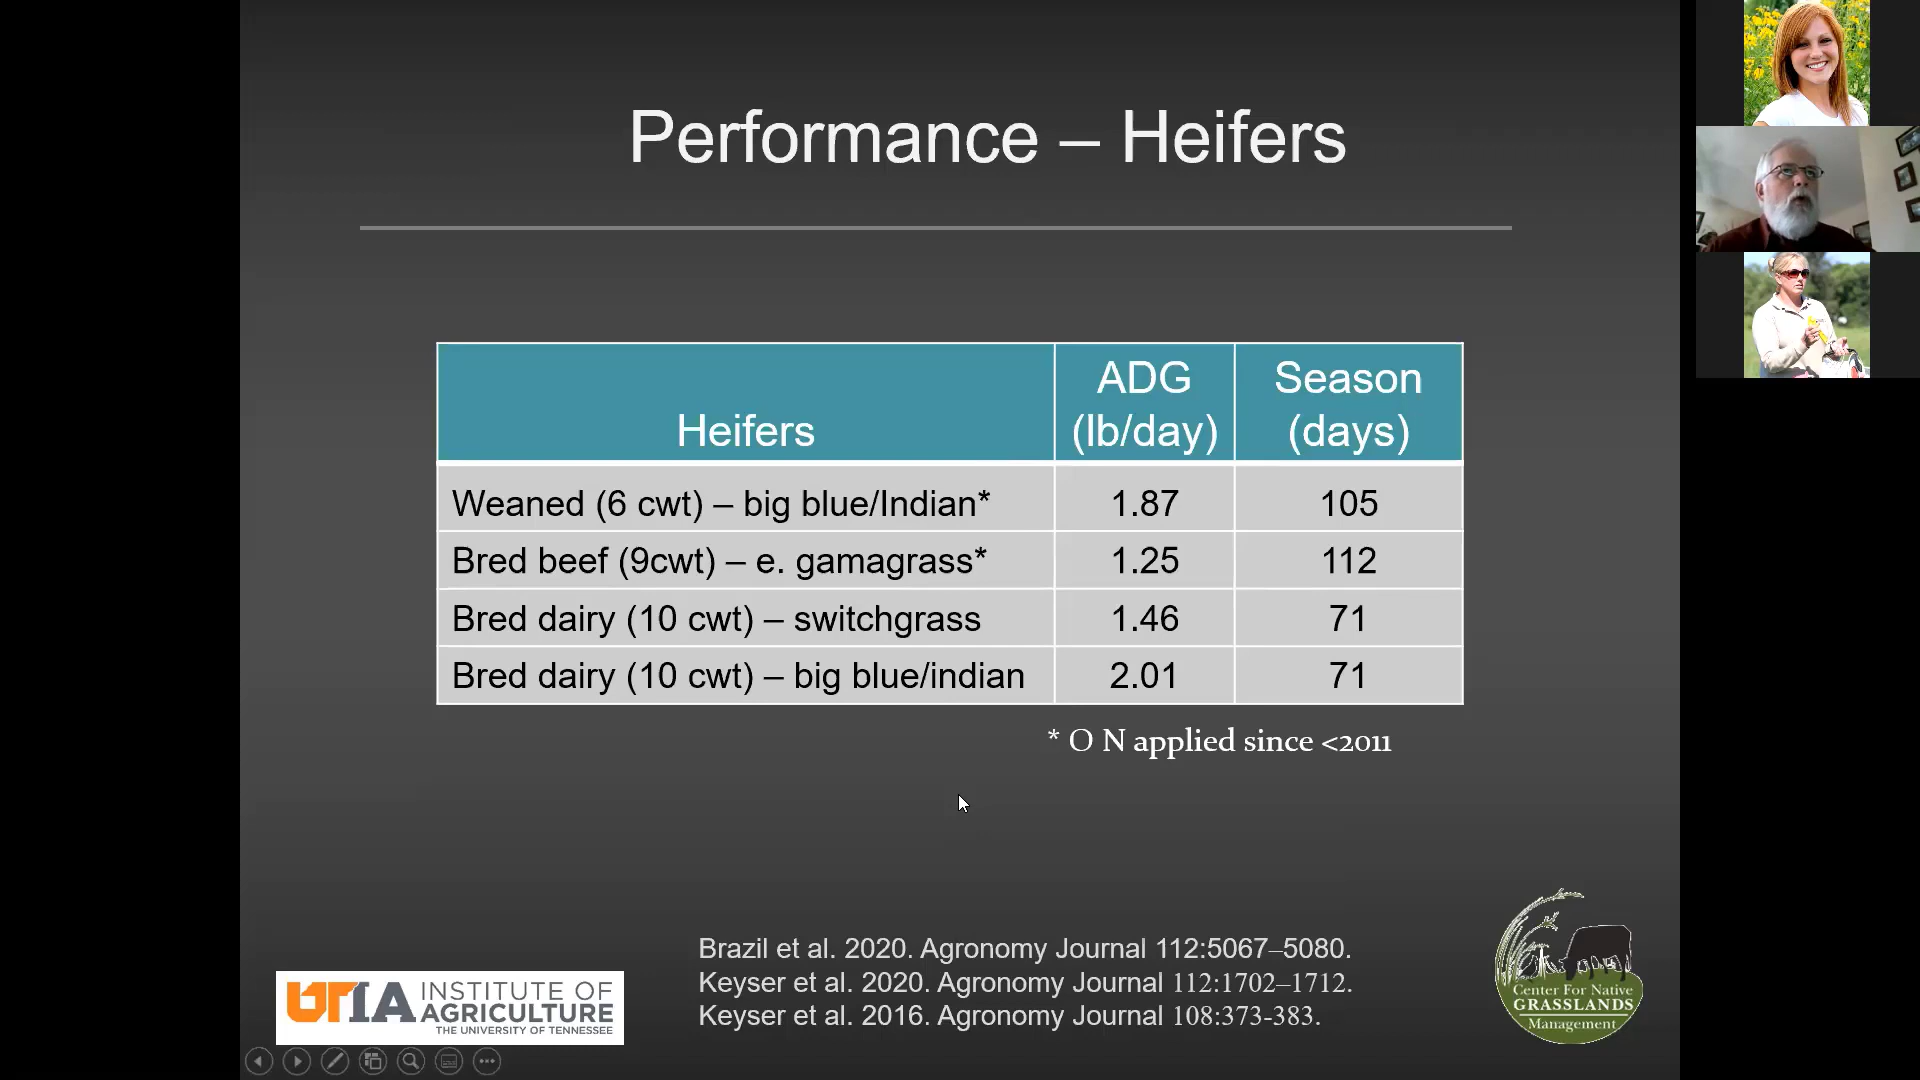 Performance – Heifers
Heifers
ADG
(lb/day)
Season
(days)
Weaned (6 cwt) – big blue/Indian* 1.87 105
Bred beef (9cwt) – e. gamagrass* 1.25 112
Bred dairy (10 cwt) – switchgrass 1.46 71
Bred dairy (10 cwt) – big blue/indian 2.01 71
* 0 N applied since <2011
Brazil et al. 2020. Agronomy Journal 112:5067–5080.
Keyser et al. 2020. Agronomy Journal 112:1702–1712.
Keyser et al. 2016. Agronomy Journal 108:373-383.
UTIA INSTITUTE OF
AGRICULTURE
THE UNIVERSITY OF TENNESSEE
Center For Native
GRASSLANDS
Management